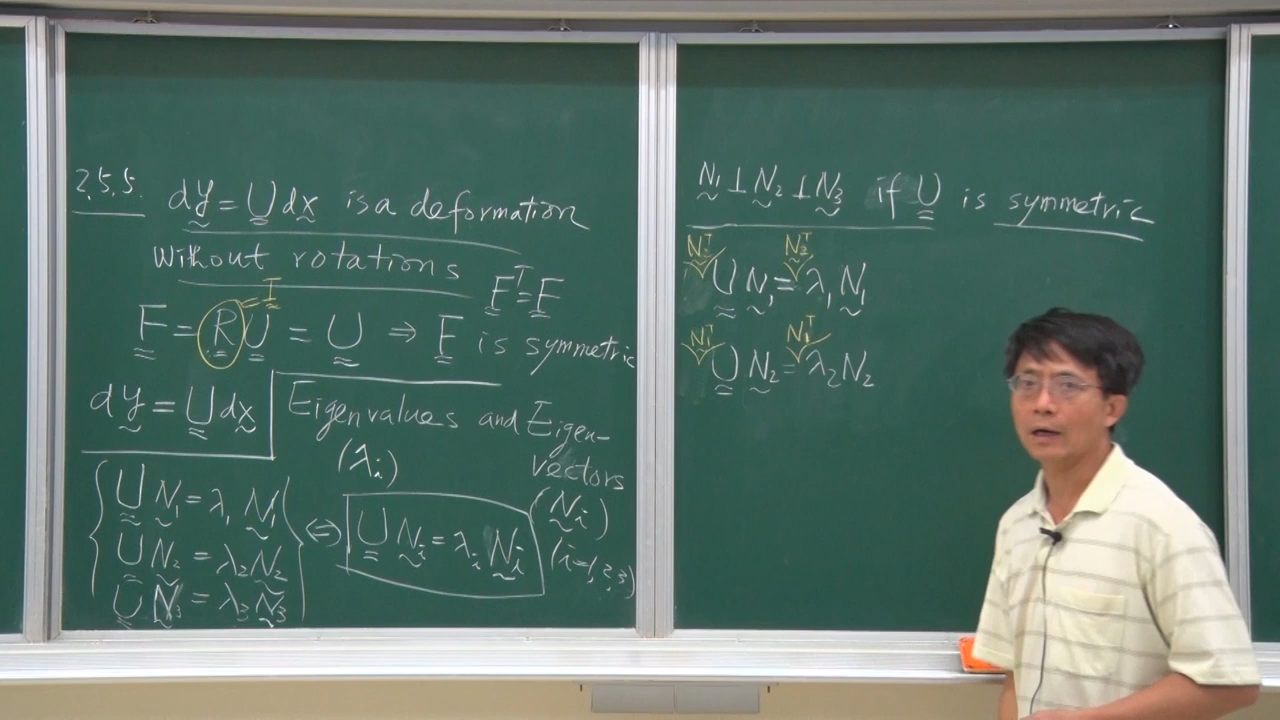 2.5.5. dy = U dx is a deformation
without rotations
F^T = F
= I
F = R U = U ⇒ F is symmetric
dy = U dx
Eigenvalues and Eigen-
vectors
(λi)
(Ni)
(i=1,2,3)
{ U N1 = λ1 N1
U N2 = λ2 N2
U N3 = λ3 N3 }
⇔ U Ni = λi Ni
N1 ⊥ N2 ⊥ N3 if U is symmetric
N2^T N2^T
U N1 = λ1 N1
N1^T N1^T
U N2 = λ2 N2